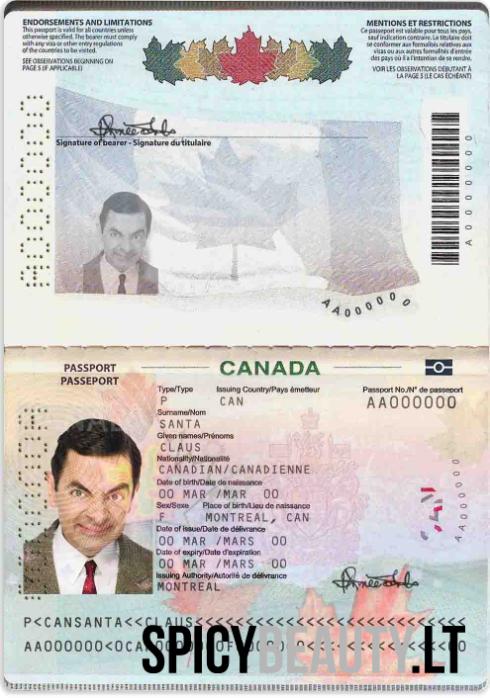 ENDORSEMENTS AND LIMITATIONS
This passport is valid for all countries unless
otherwise specified. The bearer must comply
with any visa or other entry regulations
of the countries to be visited.
SEE OBSERVATIONS BEGINNING ON
PAGE 5 (IF APPLICABLE)
MENTIONS ET RESTRICTIONS
Ce passeport est valable pour tous les pays,
sauf indication contraire. Le titulaire doit
se conformer aux formalités relatives aux
visas ou aux autres formalités d'entrée
des pays où il a l'intention de se rendre.
VOIR LES OBSERVATIONS DÉBUTANT À
LA PAGE 5 (LE CAS ÉCHÉANT)
Signature of bearer - Signature du titulaire
A 0 0 0 0 0 0 0
AA000000
PASSPORT
PASSEPORT
CANADA
Type/Type
Issuing Country/Pays émetteur
Passport No./N° de passeport
P
CAN
AA000000
Surname/Nom
SANTA
Given names/Prénoms
CLAUS
Nationality/Nationalité
CANADIAN/CANADIENNE
Date of birth/Date de naissance
00 MAR /MAR 00
Sex/Sexe
Place of birth/Lieu de naissance
F
MONTREAL, CAN
Date of issue/Date de délivrance
00 MAR /MARS 00
Date of expiry/Date d'expiration
00 MAR /MARS 00
Issuing Authority/Autorité de délivrance
MONTREAL
AA000000
P<CANSANTA<<CLAUS<<<<<<<<<<<<<<<<<<<<<<<<<<<
SPICYBEAUTY.LT